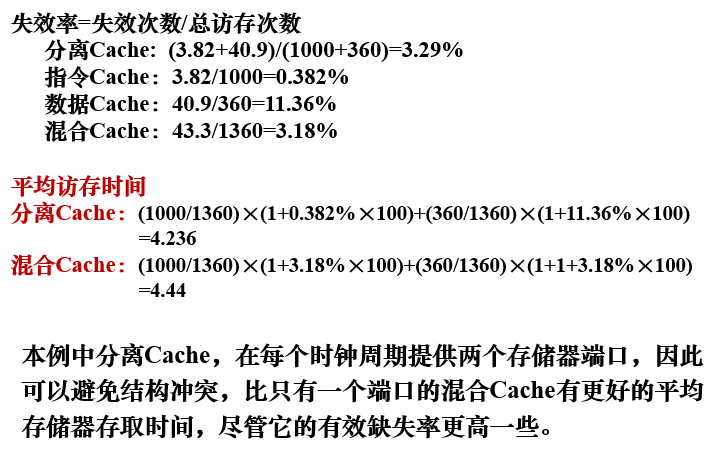 失效率=失效次数/总访存次数
分离Cache: (3.82+40.9)/(1000+360)=3.29%
指令Cache：3.82/1000=0.382%
数据Cache：40.9/360=11.36%
混合Cache：43.3/1360=3.18%
平均访存时间
分离Cache：(1000/1360)×(1+0.382%×100)+(360/1360)×(1+11.36%×100)
=4.236
混合Cache：(1000/1360)×(1+3.18%×100)+(360/1360)×(1+1+3.18%×100)
=4.44
本例中分离Cache，在每个时钟周期提供两个存储器端口，因此
可以避免结构冲突，比只有一个端口的混合Cache有更好的平均
存储器存取时间，尽管它的有效缺失率更高一些。